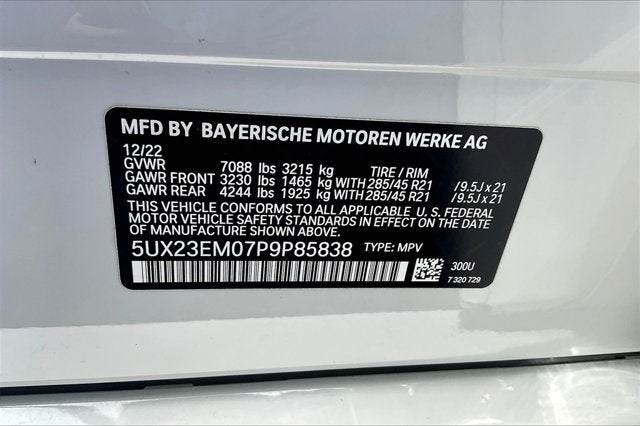 MFD BY BAYERISCHE MOTOREN WERKE AG
12/22
GVWR 7088 lbs 3215 kg TIRE / RIM
GAWR FRONT 3230 lbs 1465 kg WITH 285/45 R21 / 9.5J x 21
GAWR REAR 4244 lbs 1925 kg WITH 285/45 R21 / 9.5J x 21
THIS VEHICLE CONFORMS TO ALL APPLICABLE U. S. FEDERAL
MOTOR VEHICLE SAFETY STANDARDS IN EFFECT ON THE DATE
OF MANUFACTURE SHOWN ABOVE.
5UX23EM07P9P85838 TYPE: MPV
300U
7 320 729